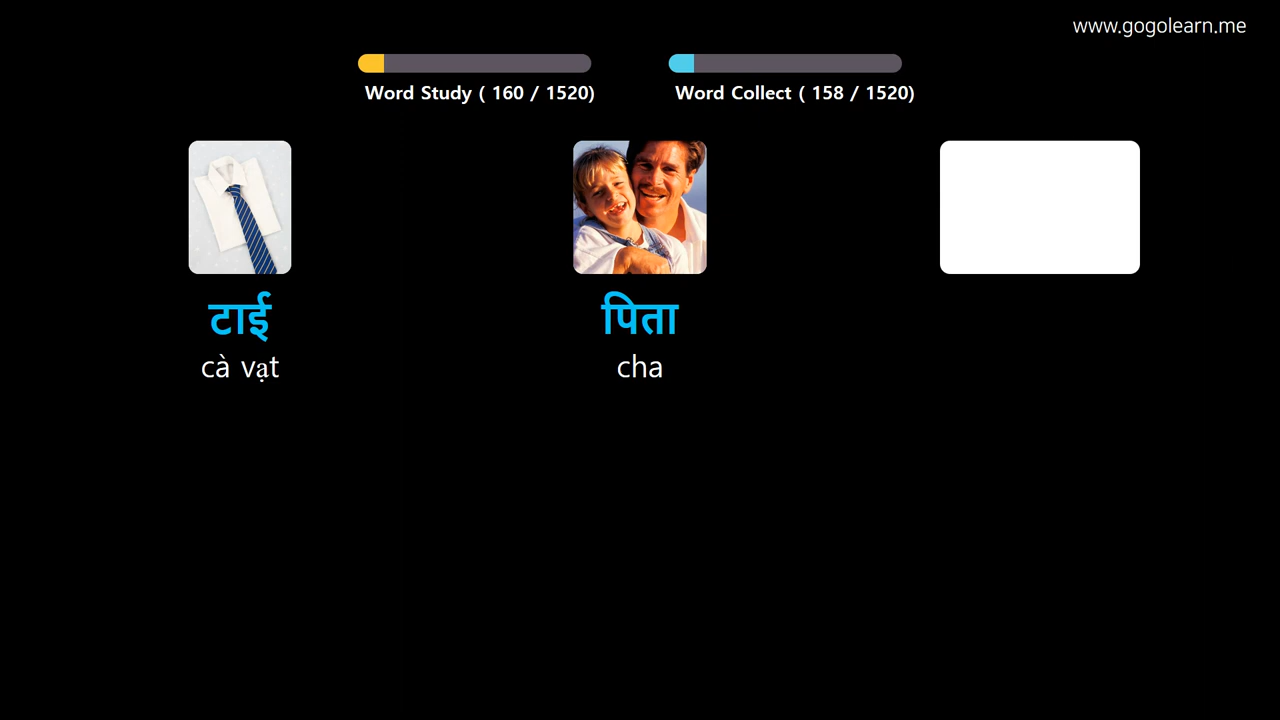 www.gogolearn.me
Word Study ( 160 / 1520)
Word Collect ( 158 / 1520)
टाई
cà vạt
पिता
cha